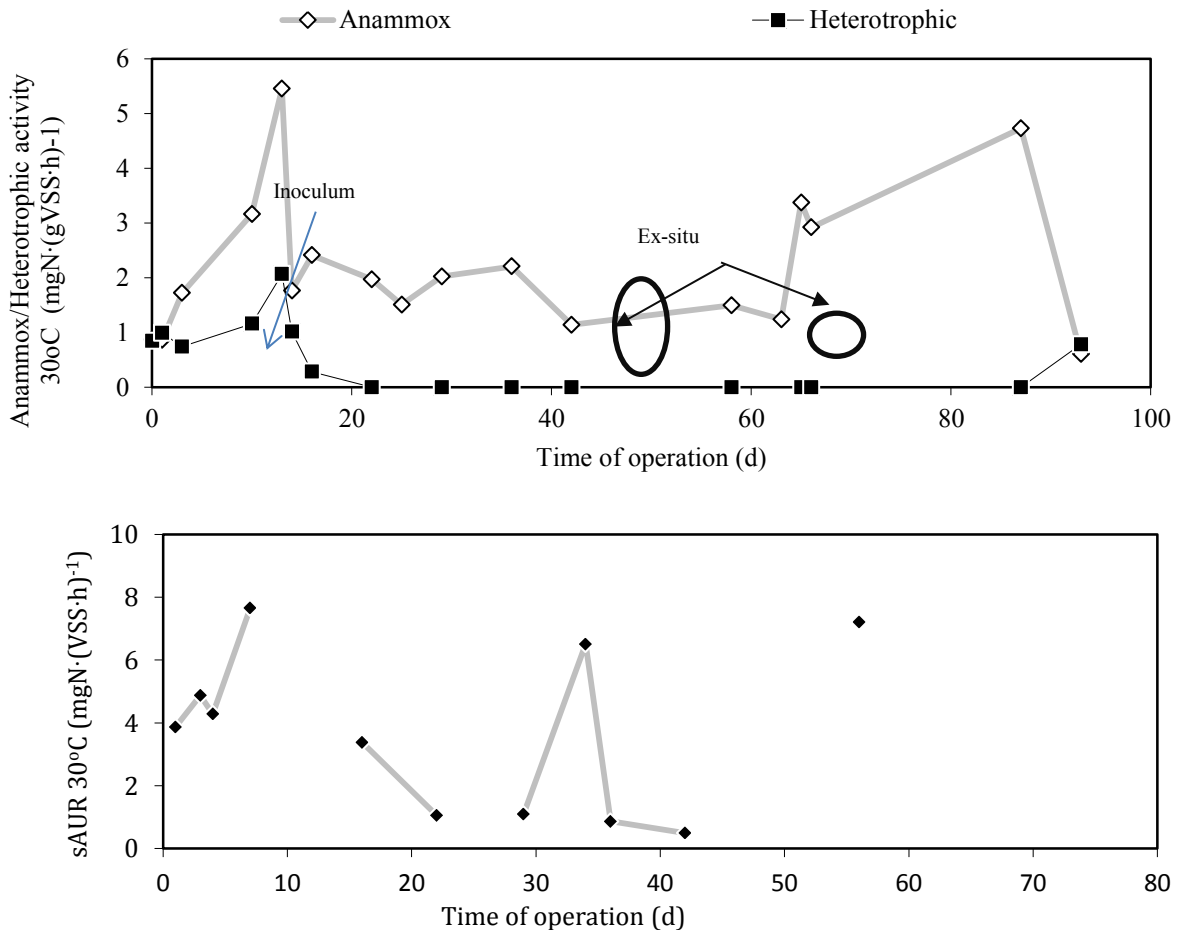 Anammox
Heterotrophic
Anammox/Heterotrophic activity
30oC (mgN·(gVSS·h)-1)
6
5
4
3
2
1
0
Inoculum
Ex-situ
0 20 40 60 80 100
Time of operation (d)
sAUR 30ºC (mgN·(VSS·h)-1)
10
8
6
4
2
0
0 10 20 30 40 50 60 70 80
Time of operation (d)